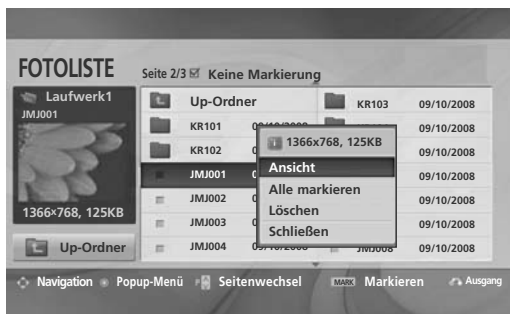 FOTOLISTE
Seite 2/3 Keine Markierung
Laufwerk1
JMJ001
1366×768, 125KB
Up-Ordner
Up-Ordner KR103 09/10/2008
KR101 09/10/2008
KR102 09/10/2008
JMJ001 09/10/2008
JMJ002 09/10/2008
JMJ003 09/10/2008
JMJ004 JMJ008 09/10/2008
1366x768, 125KB
Ansicht
Alle markieren
Löschen
Schließen
Navigation Popup-Menü Seitenwechsel MARK Markieren Ausgang